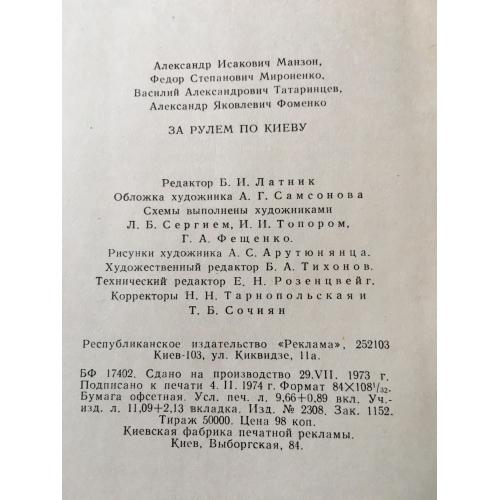 Александр Исакович Манзон,
Федор Степанович Мироненко,
Василий Александрович Татаринцев,
Александр Яковлевич Фоменко
ЗА РУЛЕМ ПО КИЕВУ
Редактор Б. И. Латник
Обложка художника А. Г. Самсонова
Схемы выполнены художниками
Л. Б. Сергием, И. И. Топором,
Г. А. Фещенко.
Рисунки художника А. С. Арутюнянца.
Художественный редактор Б. А. Тихонов.
Технический редактор Е. Н. Розенцвейг.
Корректоры Н. Н. Тарнопольская и
Т. Б. Сочиян
Республиканское издательство «Реклама», 252103
Киев-103, ул. Киквидзе, 11а.
БФ 17402. Сдано на производство 29.VII. 1973 г.
Подписано к печати 4. II. 1974 г. Формат 84×108¹/₃₂.
Бумага офсетная. Усл. печ. л. 9,66+0,89 вкл. Уч.-
изд. л. 11,09+2,13 вкладка. Изд. № 2308. Зак. 1152.
Тираж 50000. Цена 98 коп.
Киевская фабрика печатной рекламы.
Киев, Выборгская, 84.